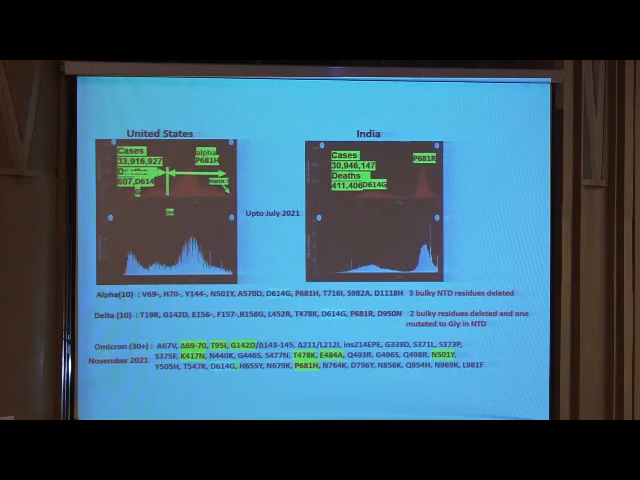 United States
India
Cases
33,916,927
Deaths
607,D614
G
alpha
P681H
Cases
30,946,147
Deaths
411,406D614G
P681R
Upto July 2021
Alpha(10) : V69-, H70-, Y144-, N501Y, A570D, D614G, P681H, T716I, S982A, D1118H 3 bulky NTD residues deleted
Delta (10) : T19R, G142D, E156-, F157-,R158G, L452R, T478K, D614G, P681R, D950N 2 bulky residues deleted and one
mutated to Gly in NTD
Omicron (30+) : A67V, Δ69-70, T95I, G142D/Δ143-145, Δ211/L212I, ins214EPE, G339D, S371L, S373P,
November 2021 S375F, K417N, N440K, G446S, S477N, T478K, E484A, Q493R, G496S, Q498R, N501Y,
Y505H, T547K, D614G, H655Y, N679K, P681H, N764K, D796Y, N856K, Q954H, N969K, L981F